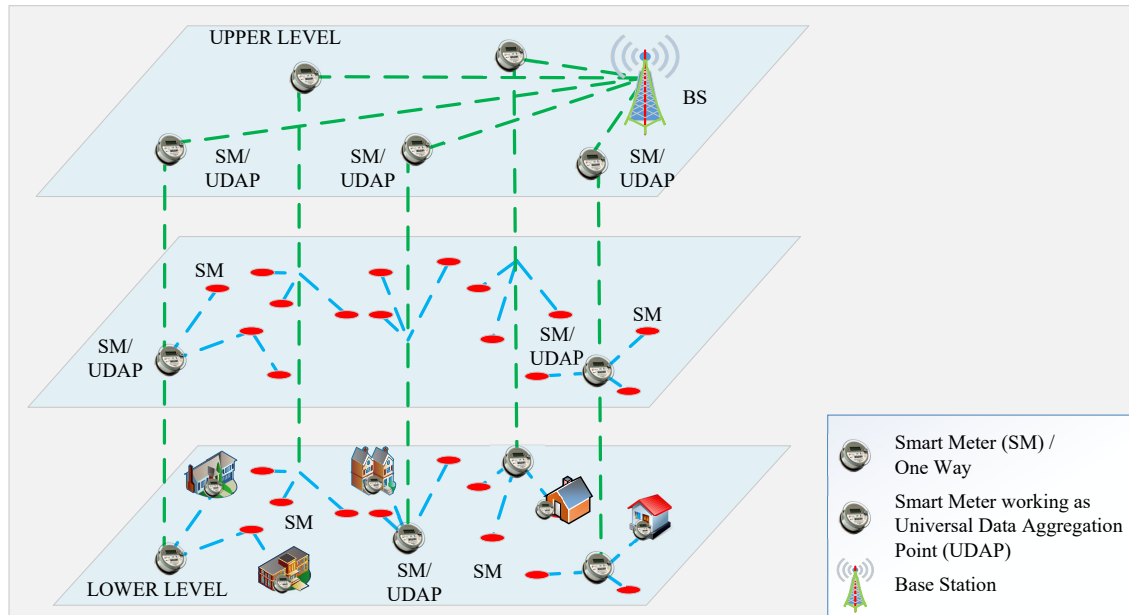 UPPER LEVEL
BS
SM/
UDAP
SM/
UDAP
SM/
UDAP
SM
SM
SM/
UDAP
SM/
UDAP
SM
SM/
UDAP
SM
LOWER LEVEL
Smart Meter (SM) /
One Way
Smart Meter working as
Universal Data Aggregation
Point (UDAP)
Base Station